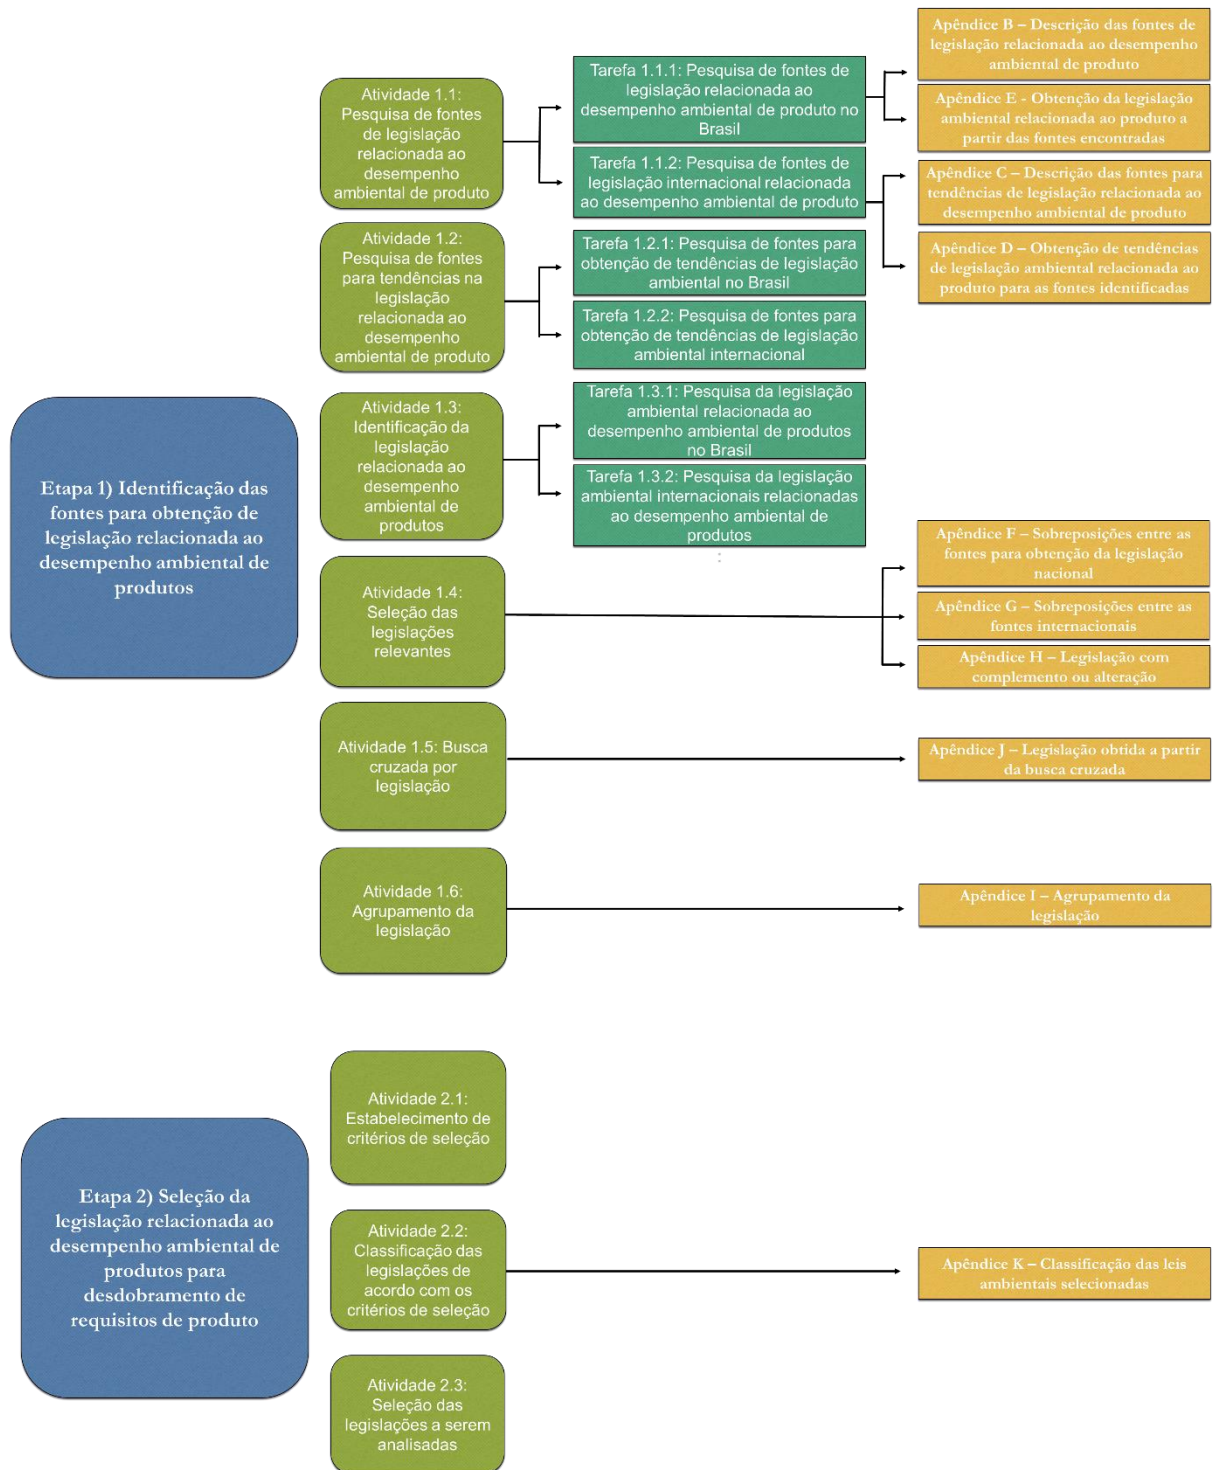 Etapa 1) Identificação das
fontes para obtenção de
legislação relacionada ao
desempenho ambiental de
produtos
Atividade 1.1:
Pesquisa de fontes
de legislação
relacionada ao
desempenho
ambiental de produto
Tarefa 1.1.1: Pesquisa de fontes de
legislação relacionada ao
desempenho ambiental de produto no
Brasil
Apêndice B – Descrição das fontes de
legislação relacionada ao desempenho
ambiental de produto
Apêndice E - Obtenção da legislação
ambiental relacionada ao produto a
partir das fontes encontradas
Tarefa 1.1.2: Pesquisa de fontes de
legislação internacional relacionada
ao desempenho ambiental de produto
Apêndice C – Descrição das fontes para
tendências de legislação relacionada ao
desempenho ambiental de produto
Apêndice D – Obtenção de tendências
de legislação ambiental relacionada ao
produto para as fontes identificadas
Atividade 1.2:
Pesquisa de fontes
para tendências na
legislação
relacionada ao
desempenho
ambiental de produto
Tarefa 1.2.1: Pesquisa de fontes para
obtenção de tendências de legislação
ambiental no Brasil
Tarefa 1.2.2: Pesquisa de fontes para
obtenção de tendências de legislação
ambiental internacional
Atividade 1.3:
Identificação da
legislação
relacionada ao
desempenho
ambiental de
produtos
Tarefa 1.3.1: Pesquisa da legislação
ambiental relacionada ao
desempenho ambiental de produtos
no Brasil
Tarefa 1.3.2: Pesquisa da legislação
ambiental internacionais relacionadas
ao desempenho ambiental de
produtos
:
Atividade 1.4:
Seleção das
legislações
relevantes
Apêndice F – Sobreposições entre as
fontes para obtenção da legislação
nacional
Apêndice G – Sobreposições entre as
fontes internacionais
Apêndice H – Legislação com
complemento ou alteração
Atividade 1.5: Busca
cruzada por
legislação
Apêndice J – Legislação obtida a partir
da busca cruzada
Atividade 1.6:
Agrupamento da
legislação
Apêndice I – Agrupamento da
legislação
Etapa 2) Seleção da
legislação relacionada ao
desempenho ambiental de
produtos para
desdobramento de
requisitos de produto
Atividade 2.1:
Estabelecimento de
critérios de seleção
Atividade 2.2:
Classificação das
legislações de
acordo com os
critérios de seleção
Apêndice K – Classificação das leis
ambientais selecionadas
Atividade 2.3:
Seleção das
legislações a serem
analisadas